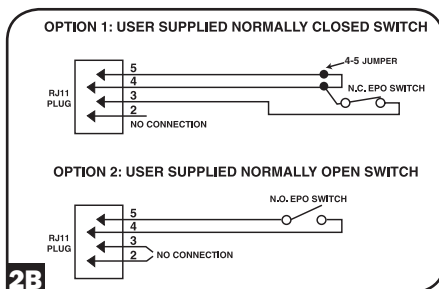 OPTION 1: USER SUPPLIED NORMALLY CLOSED SWITCH
4-5 JUMPER
5
4
N.C. EPO SWITCH
RJ11
PLUG
3
2
NO CONNECTION
OPTION 2: USER SUPPLIED NORMALLY OPEN SWITCH
N.O. EPO SWITCH
5
4
RJ11
PLUG
3
2
NO CONNECTION
2B